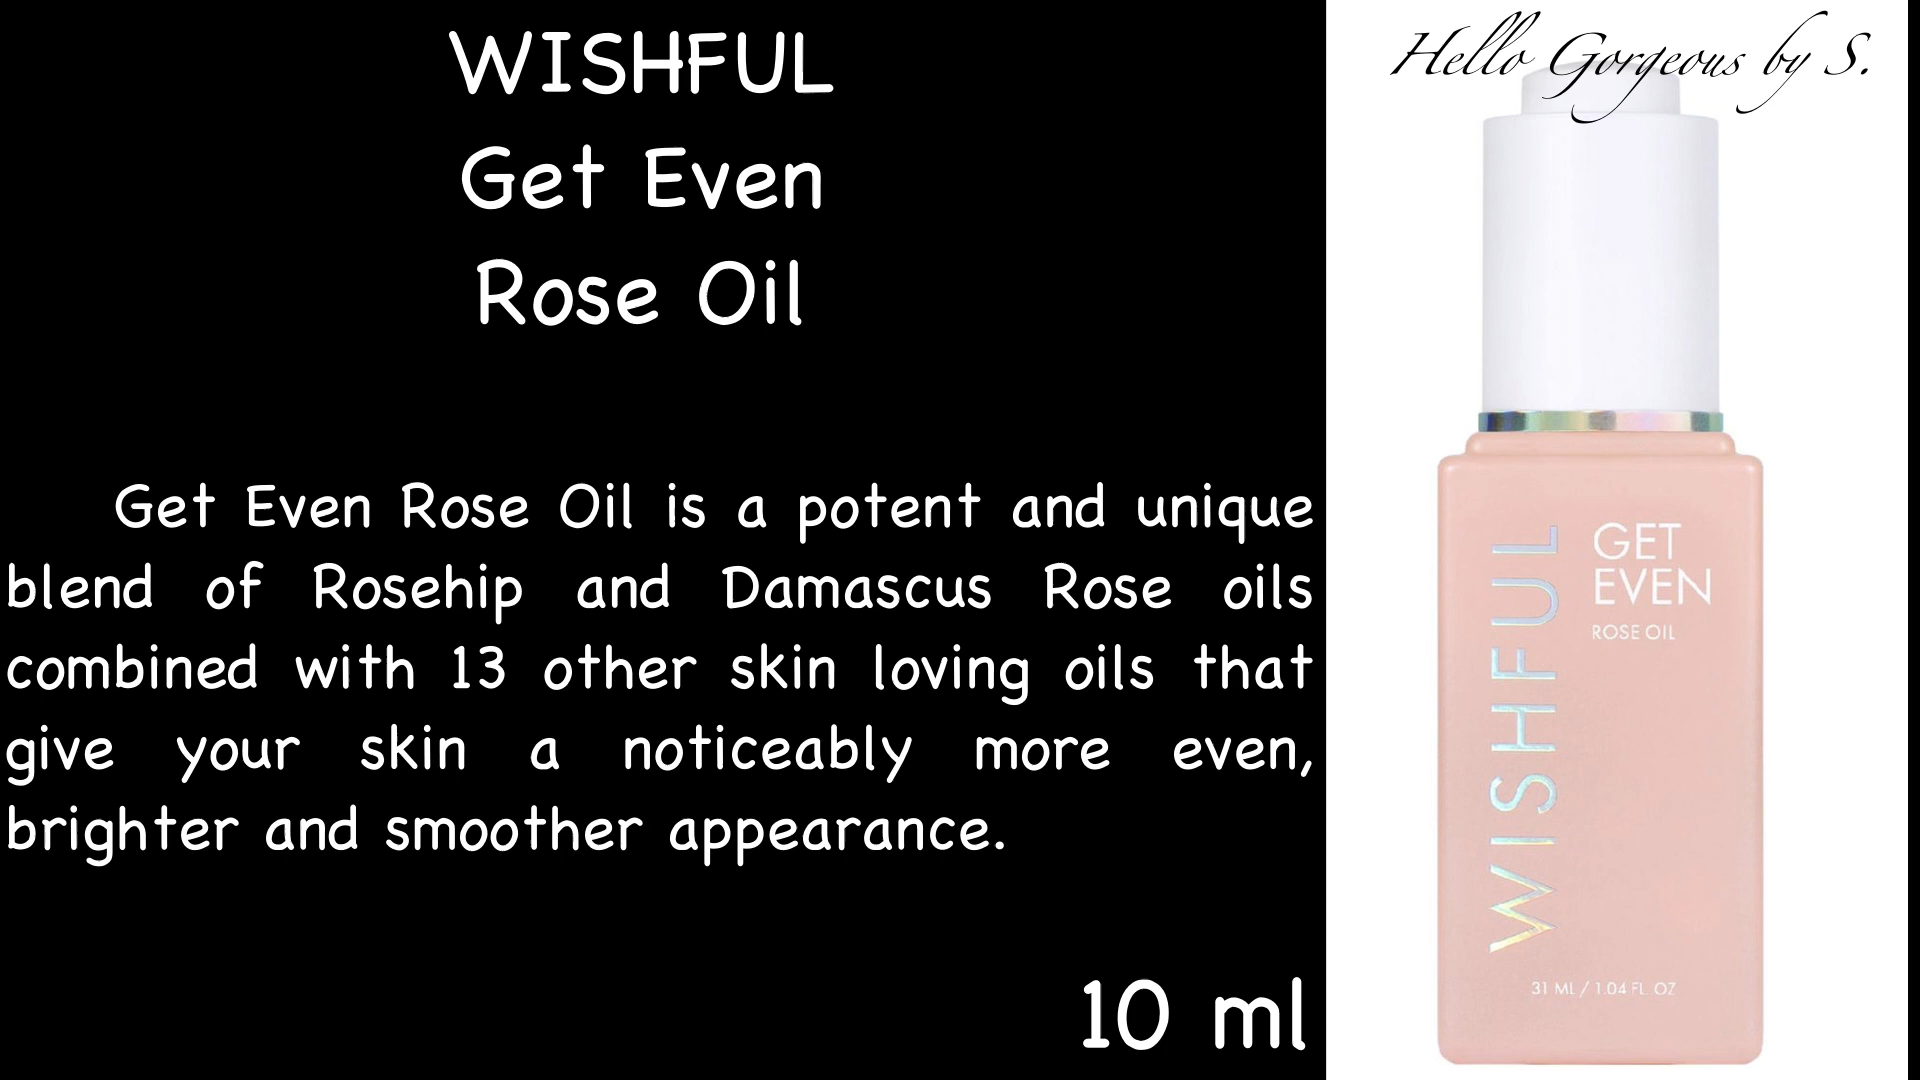 WISHFUL
Get Even
Rose Oil
Get Even Rose Oil is a potent and unique
blend of Rosehip and Damascus Rose oils
combined with 13 other skin loving oils that
give your skin a noticeably more even,
brighter and smoother appearance.
10 ml
Hello Gorgeous by S.
WISHFUL
GET
EVEN
ROSE OIL
31 ML / 1.04 FL. OZ